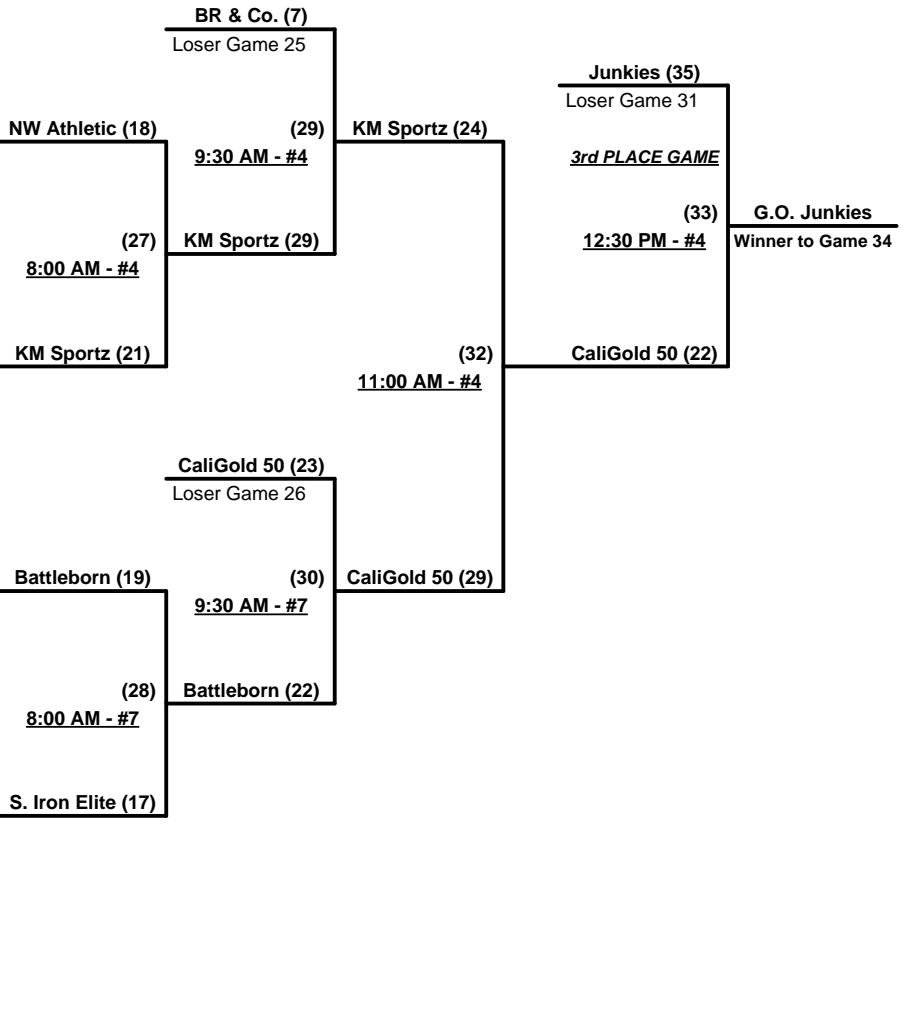 BR & Co. (7)
Loser Game 25
Junkies (35)
Loser Game 31
NW Athletic (18)
(29)
KM Sportz (24)
9:30 AM - #4
3rd PLACE GAME
(33)
G.O. Junkies
(27)
KM Sportz (29)
12:30 PM - #4
Winner to Game 34
8:00 AM - #4
KM Sportz (21)
(32)
CaliGold 50 (22)
11:00 AM - #4
CaliGold 50 (23)
Loser Game 26
Battleborn (19)
(30)
CaliGold 50 (29)
9:30 AM - #7
(28)
Battleborn (22)
8:00 AM - #7
S. Iron Elite (17)